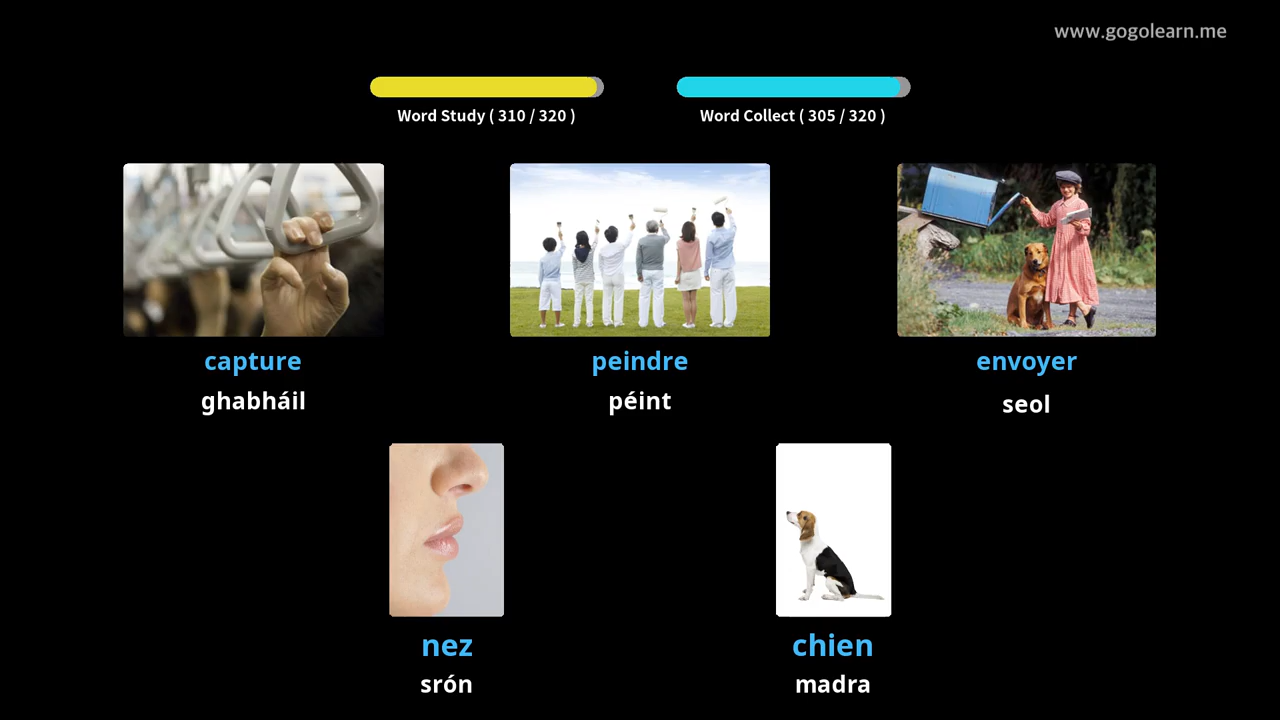 www.gogolearn.me
Word Study ( 310 / 320 )
Word Collect ( 305 / 320 )
capture
ghabháil
peindre
péint
envoyer
seol
nez
srón
chien
madra